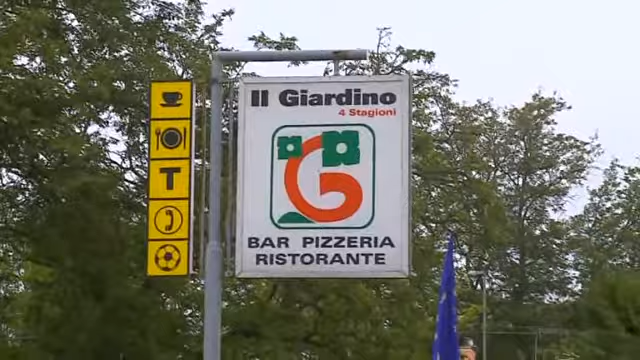 Il Giardino
4 Stagioni
G
BAR PIZZERIA
RISTORANTE
T